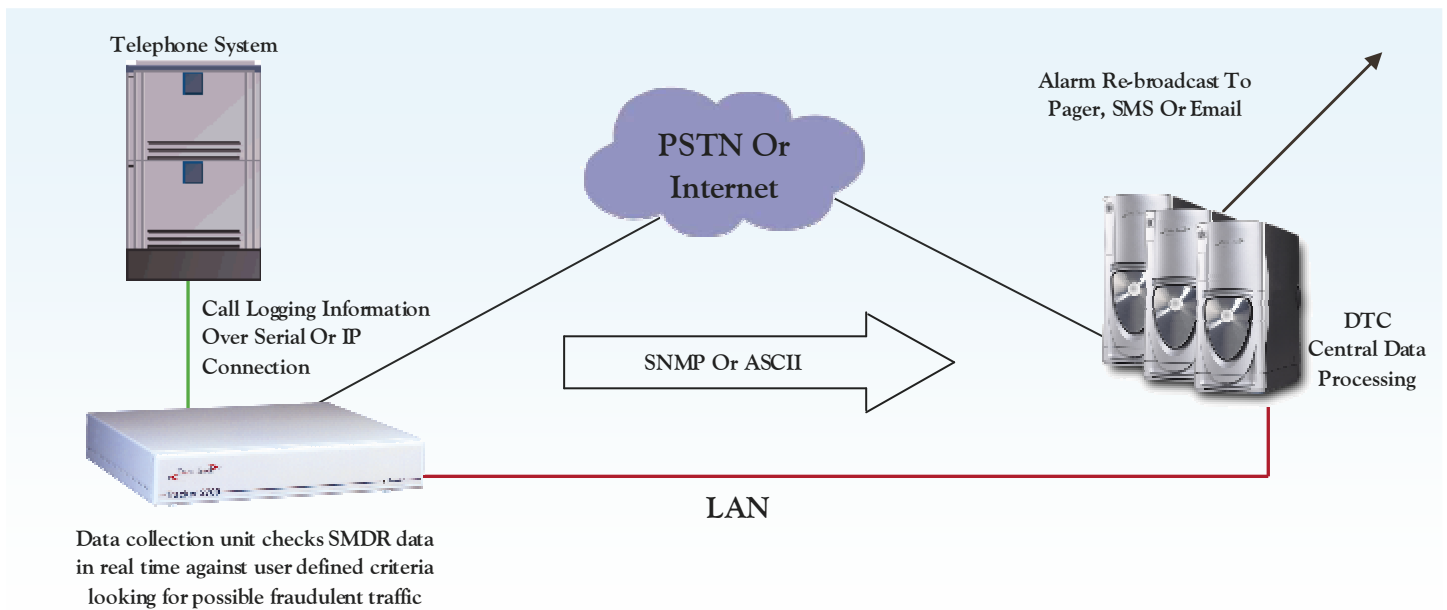 Telephone System
Alarm Re-broadcast To
Pager, SMS Or Email
PSTN Or
Internet
Call Logging Information
Over Serial Or IP
Connection
SNMP Or ASCII
DTC
Central Data
Processing
LAN
Data collection unit checks SMDR data
in real time against user defined criteria
looking for possible fraudulent traffic